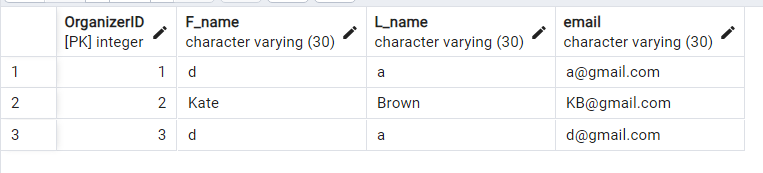 OrganizerID F_name L_name email
[PK] integer character varying (30) character varying (30) character varying (30)
1 1 d a a@gmail.com
2 2 Kate Brown KB@gmail.com
3 3 d a d@gmail.com